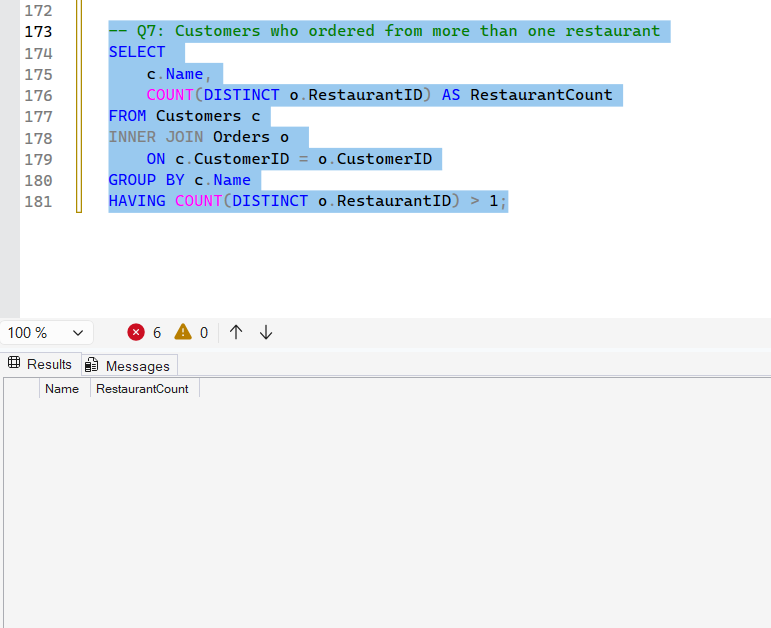 172
173 -- Q7: Customers who ordered from more than one restaurant
174 SELECT
175 c.Name,
176 COUNT(DISTINCT o.RestaurantID) AS RestaurantCount
177 FROM Customers c
178 INNER JOIN Orders o
179 ON c.CustomerID = o.CustomerID
180 GROUP BY c.Name
181 HAVING COUNT(DISTINCT o.RestaurantID) > 1;
100 % 6 0
Results Messages
Name RestaurantCount